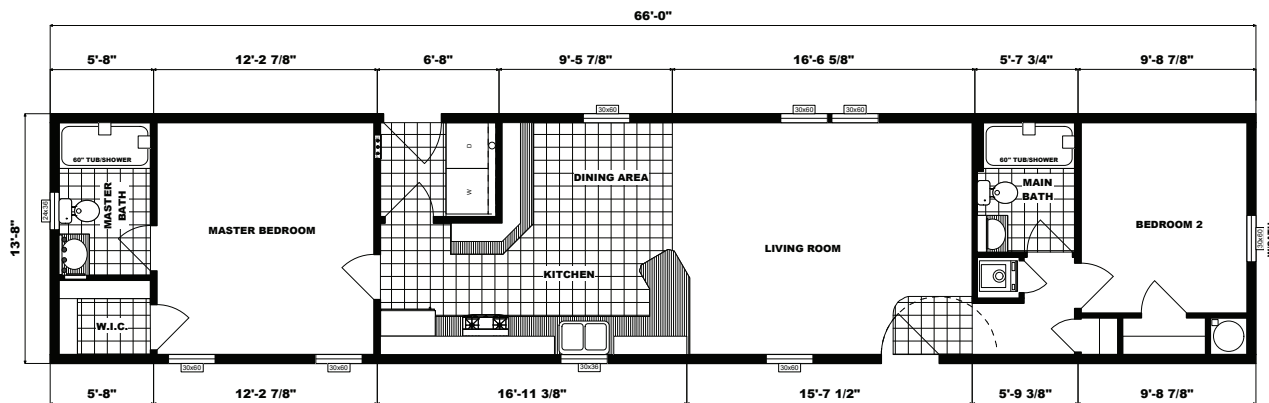 66'-0"
5'-8" 12'-2 7/8" 6'-8" 9'-5 7/8" 16'-6 5/8" 5'-7 3/4" 9'-8 7/8"
30x60 30x60 30x60
D
60" TUB/SHOWER 60" TUB/SHOWER
DINING AREA
W
MASTER BATH
MAIN BATH
24x36
13'-8"
MASTER BEDROOM
BEDROOM 2
30x60
LIVING ROOM
KITCHEN
W.I.C.
30x60 30x60 30x36 30x60
5'-8" 12'-2 7/8" 16'-11 3/8" 15'-7 1/2" 5'-9 3/8" 9'-8 7/8"